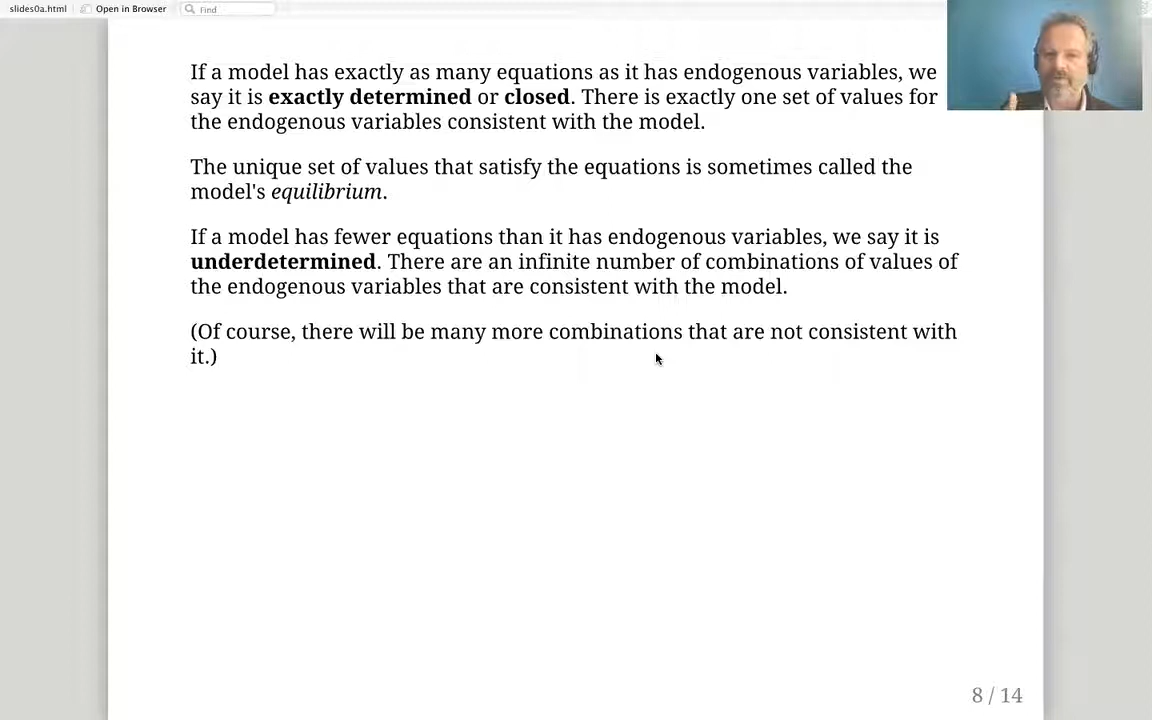 slides0a.html Open in Browser Find
If a model has exactly as many equations as it has endogenous variables, we
say it is exactly determined or closed. There is exactly one set of values for
the endogenous variables consistent with the model.
The unique set of values that satisfy the equations is sometimes called the
model's equilibrium.
If a model has fewer equations than it has endogenous variables, we say it is
underdetermined. There are an infinite number of combinations of values of
the endogenous variables that are consistent with the model.
(Of course, there will be many more combinations that are not consistent with
it.)
8 / 14